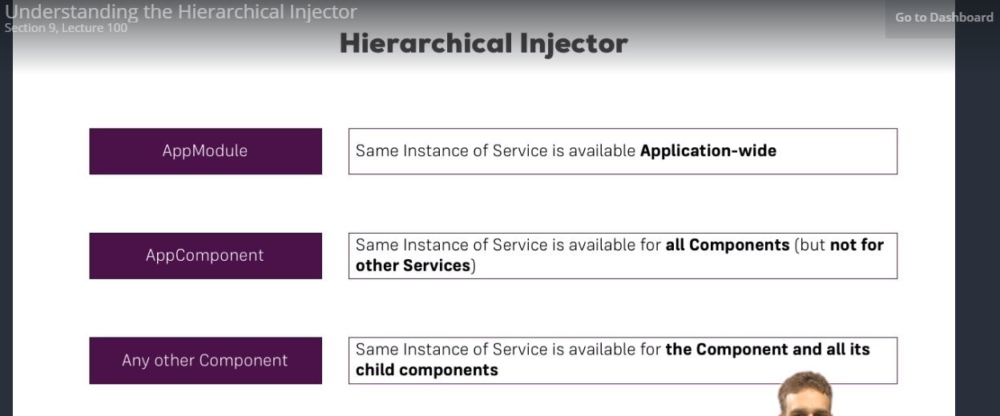 Understanding the Hierarchical Injector
Section 9, Lecture 100
Go to Dashboard
Hierarchical Injector
AppModule
Same Instance of Service is available Application-wide
AppComponent
Same Instance of Service is available for all Components (but not for
other Services)
Any other Component
Same Instance of Service is available for the Component and all its
child components